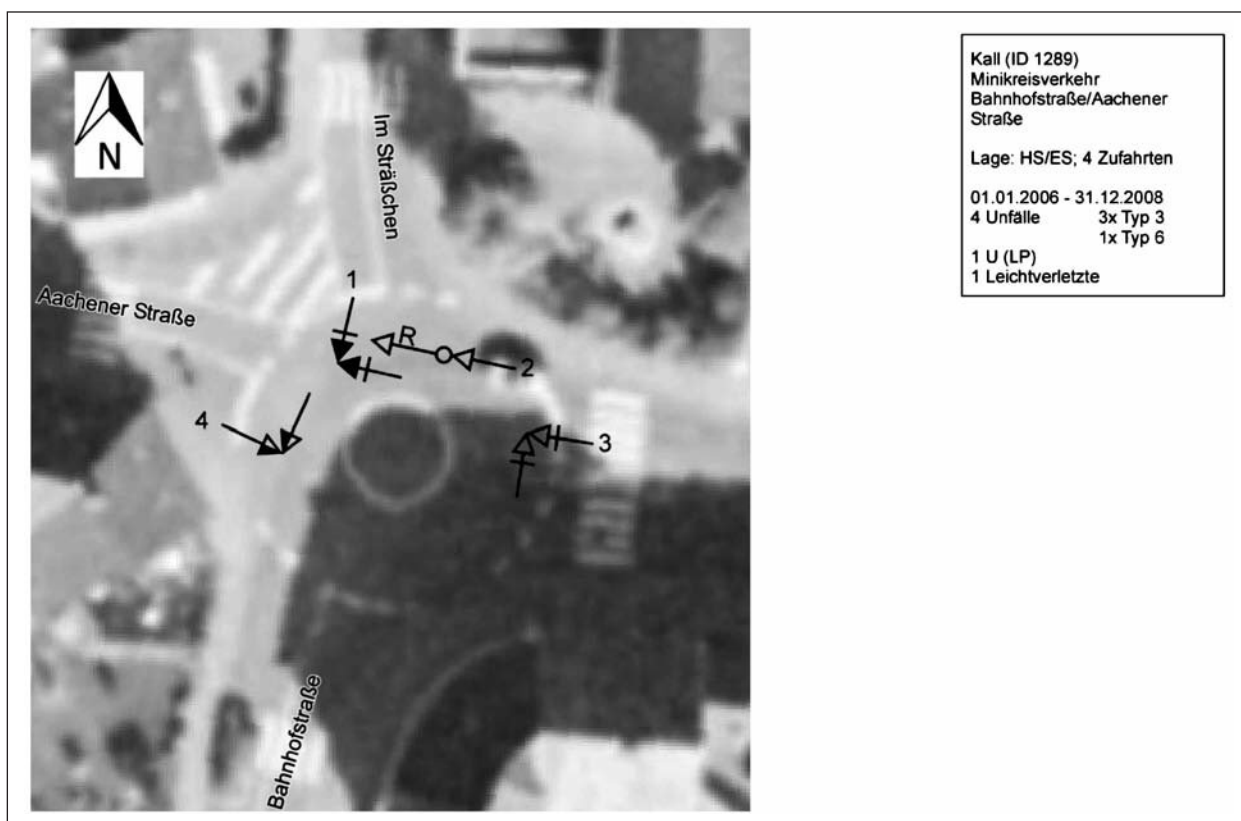 N
Im Sträßchen
Aachener Straße
1
R
2
4
3
Bahnhofstraße
Kall (ID 1289)
Minikreisverkehr
Bahnhofstraße/Aachener
Straße
Lage: HS/ES; 4 Zufahrten
01.01.2006 - 31.12.2008
4 Unfälle 3x Typ 3
1x Typ 6
1 U (LP)
1 Leichtverletzte